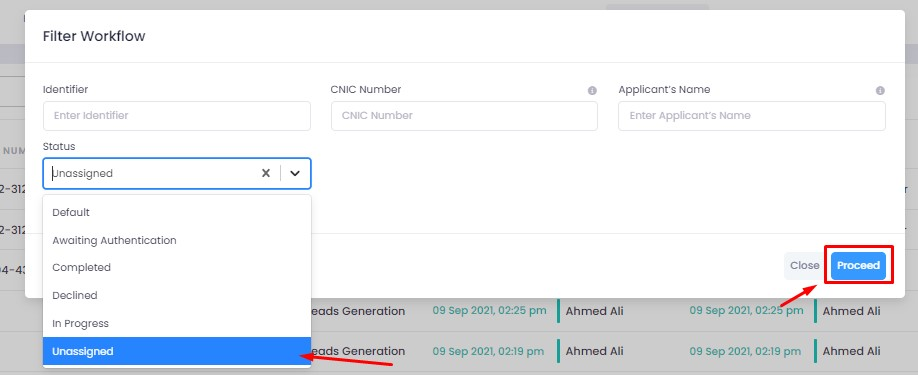 Filter Workflow
Identifier CNIC Number Applicant's Name
Enter Identifier CNIC Number Enter Applicant's Name
Status
NUM
Unassigned
2-312
Default
2-312
Awaiting Authentication
Completed
04-43
Close Proceed
Declined
eads Generation 09 Sep 2021, 02:25 pm Ahmed Ali 09 Sep 2021, 02:25 pm Ahmed Ali
In Progress
Unassigned
eads Generation 09 Sep 2021, 02:19 pm Ahmed Ali 09 Sep 2021, 02:19 pm Ahmed Ali